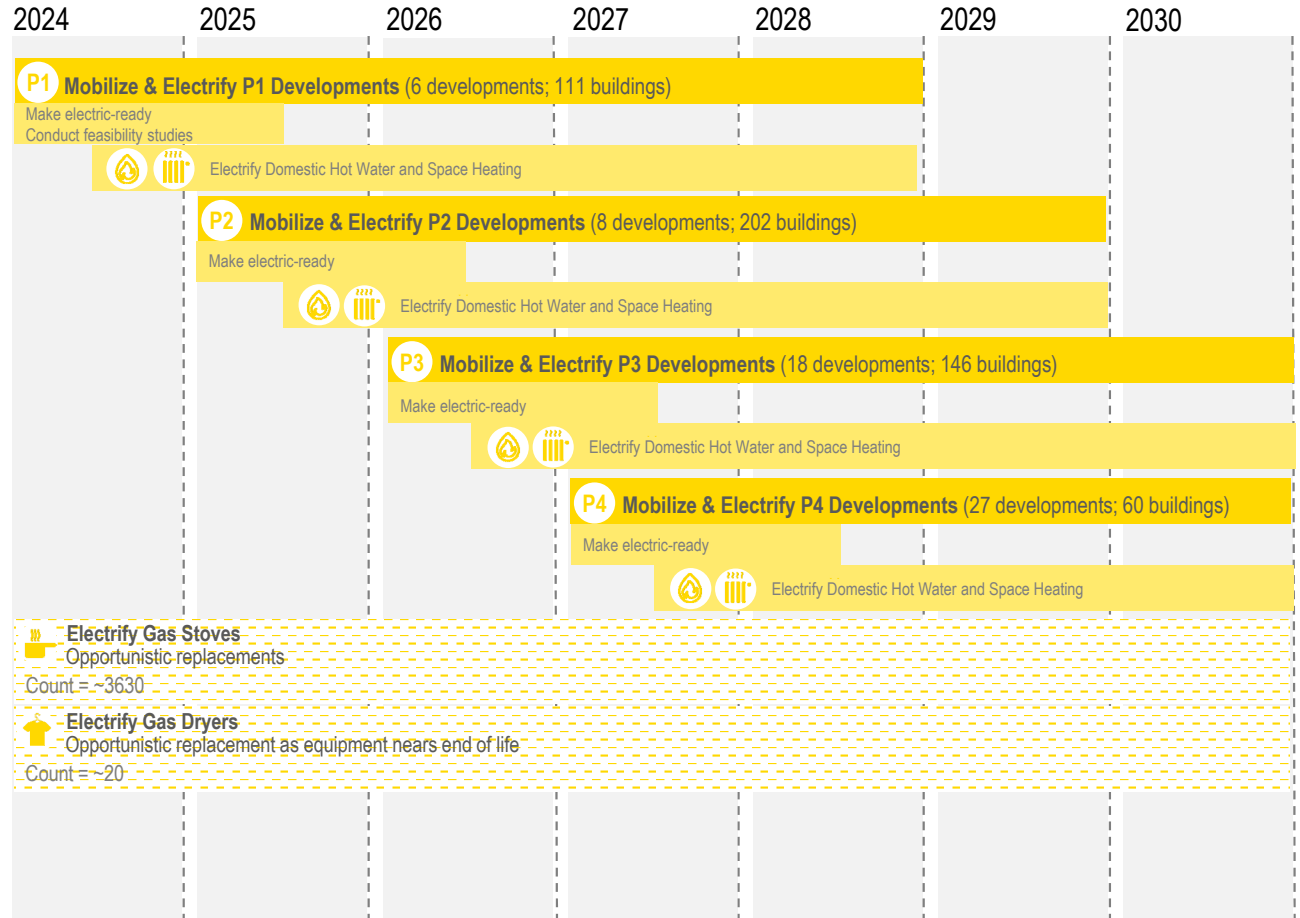 2024 2025 2026 2027 2028 2029 2030
P1 Mobilize & Electrify P1 Developments (6 developments; 111 buildings)
Make electric-ready
Conduct feasibility studies
Electrify Domestic Hot Water and Space Heating
P2 Mobilize & Electrify P2 Developments (8 developments; 202 buildings)
Make electric-ready
Electrify Domestic Hot Water and Space Heating
P3 Mobilize & Electrify P3 Developments (18 developments; 146 buildings)
Make electric-ready
Electrify Domestic Hot Water and Space Heating
P4 Mobilize & Electrify P4 Developments (27 developments; 60 buildings)
Make electric-ready
Electrify Domestic Hot Water and Space Heating
Electrify Gas Stoves
Opportunistic replacements
Count = ~3630
Electrify Gas Dryers
Opportunistic replacement as equipment nears end of life
Count = ~20